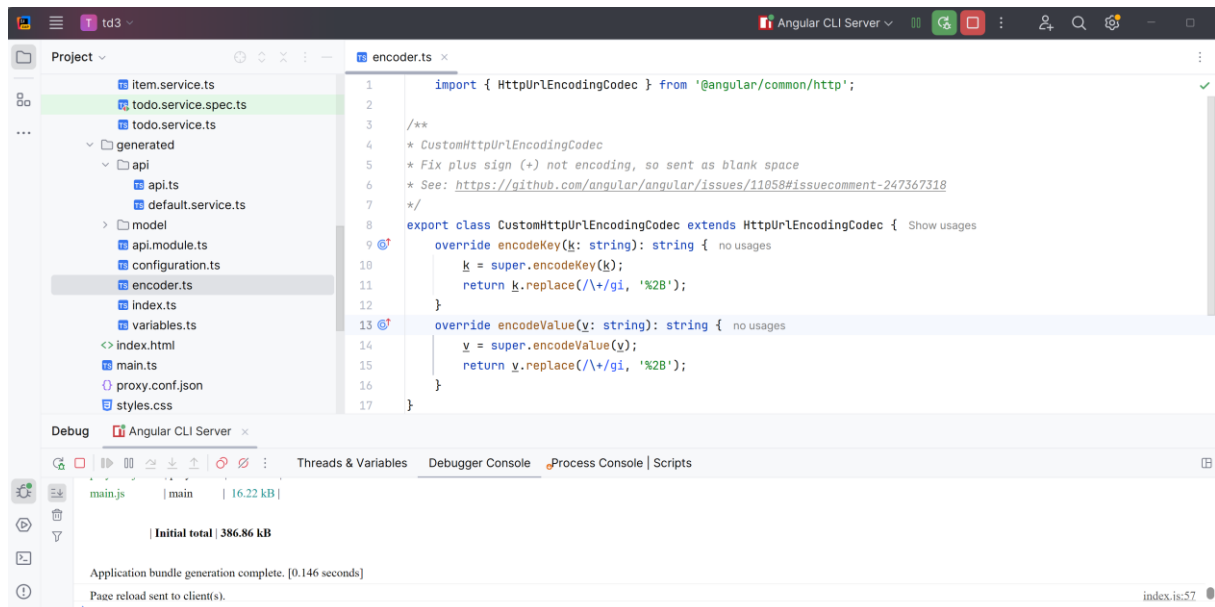 T td3
Angular CLI Server
Project
encoder.ts
item.service.ts
todo.service.spec.ts
todo.service.ts
generated
api
api.ts
default.service.ts
model
api.module.ts
configuration.ts
encoder.ts
index.ts
variables.ts
index.html
main.ts
proxy.conf.json
styles.css
1 import { HttpUrlEncodingCodec } from '@angular/common/http';
2
3 /**
4 * CustomHttpUrlEncodingCodec
5 * Fix plus sign (+) not encoding, so sent as blank space
6 * See: https://github.com/angular/angular/issues/11058#issuecomment-247367318
7 */
8 export class CustomHttpUrlEncodingCodec extends HttpUrlEncodingCodec { Show usages
9 override encodeKey(k: string): string { no usages
10 k = super.encodeKey(k);
11 return k.replace(/\+/gi, '%2B');
12 }
13 override encodeValue(v: string): string { no usages
14 v = super.encodeValue(v);
15 return v.replace(/\+/gi, '%2B');
16 }
17 }
Debug Angular CLI Server
Threads & Variables Debugger Console Process Console | Scripts
main.js | main | 16.22 kB |
| Initial total | 386.86 kB
Application bundle generation complete. [0.146 seconds]
Page reload sent to client(s). index.js:57